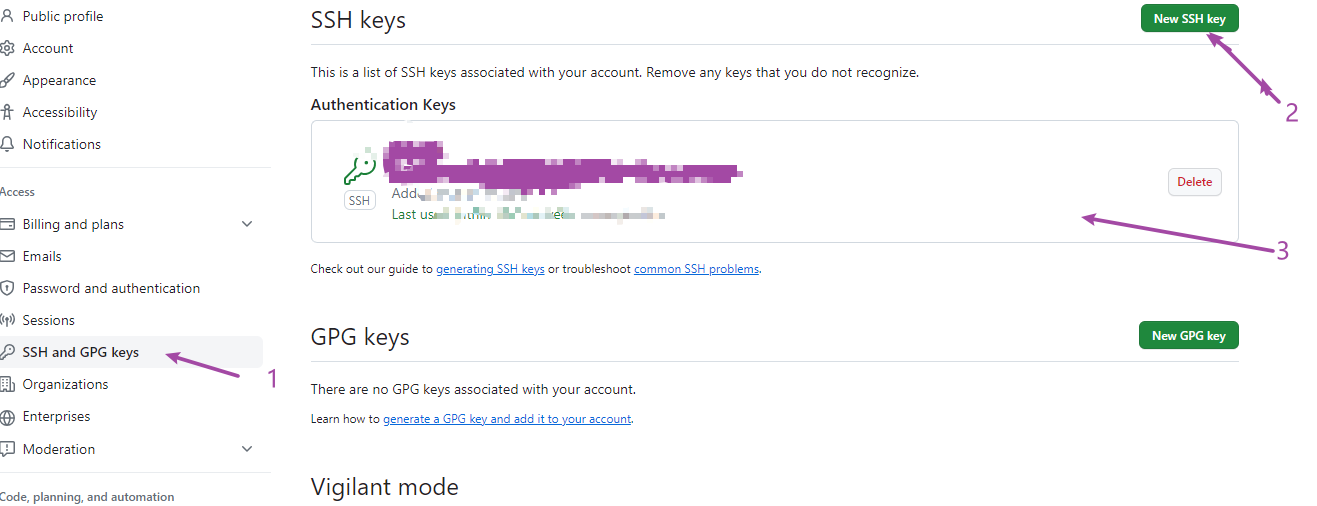 Public profile
Account
Appearance
Accessibility
Notifications
Access
Billing and plans
Emails
Password and authentication
Sessions
SSH and GPG keys
1
Organizations
Enterprises
Moderation
Code, planning, and automation
SSH keys
New SSH key
2
This is a list of SSH keys associated with your account. Remove any keys that you do not recognize.
Authentication Keys
SSH
Last
Delete
3
Check out our guide to generating SSH keys or troubleshoot common SSH problems.
GPG keys
New GPG key
There are no GPG keys associated with your account.
Learn how to generate a GPG key and add it to your account.
Vigilant mode